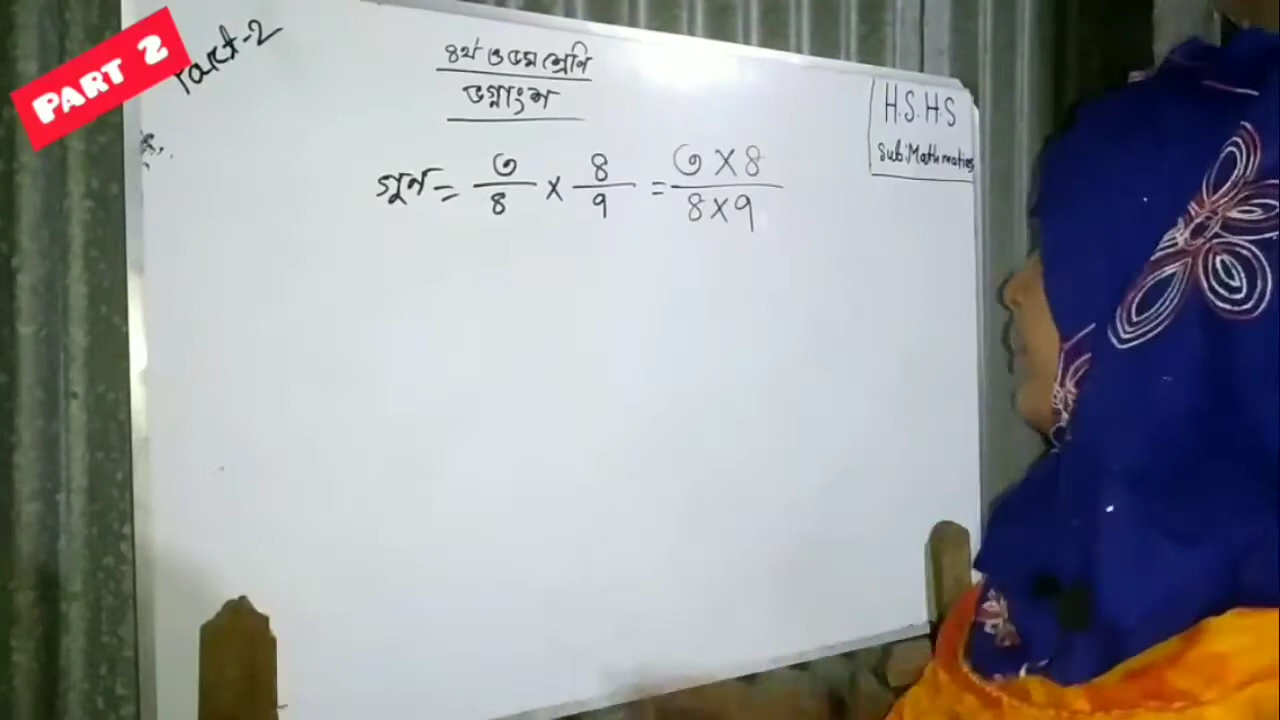 PART 2
Part-2
৪র্থ ও ৫ম শ্রেণি
ভগ্নাংশ
H.S.H.S
Sub: Mathematics
গুণ = ৩/৪ × ৪/৭ = ৩×৪/৪×৭